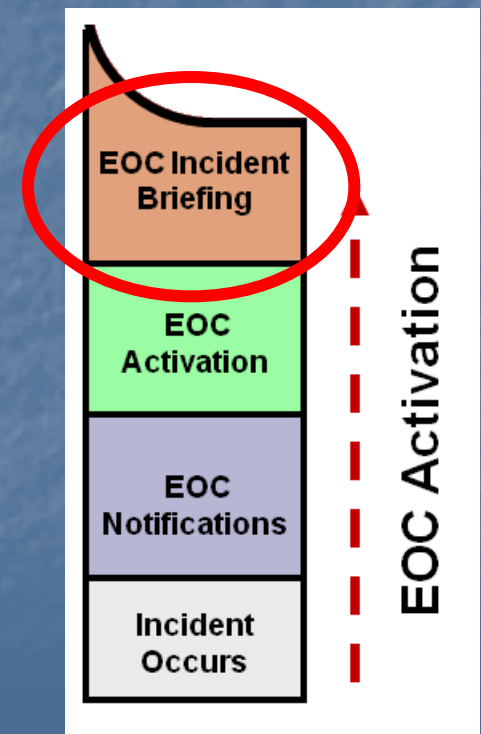 EOC Incident
Briefing
EOC
Activation
EOC
Notifications
Incident
Occurs
EOC Activation